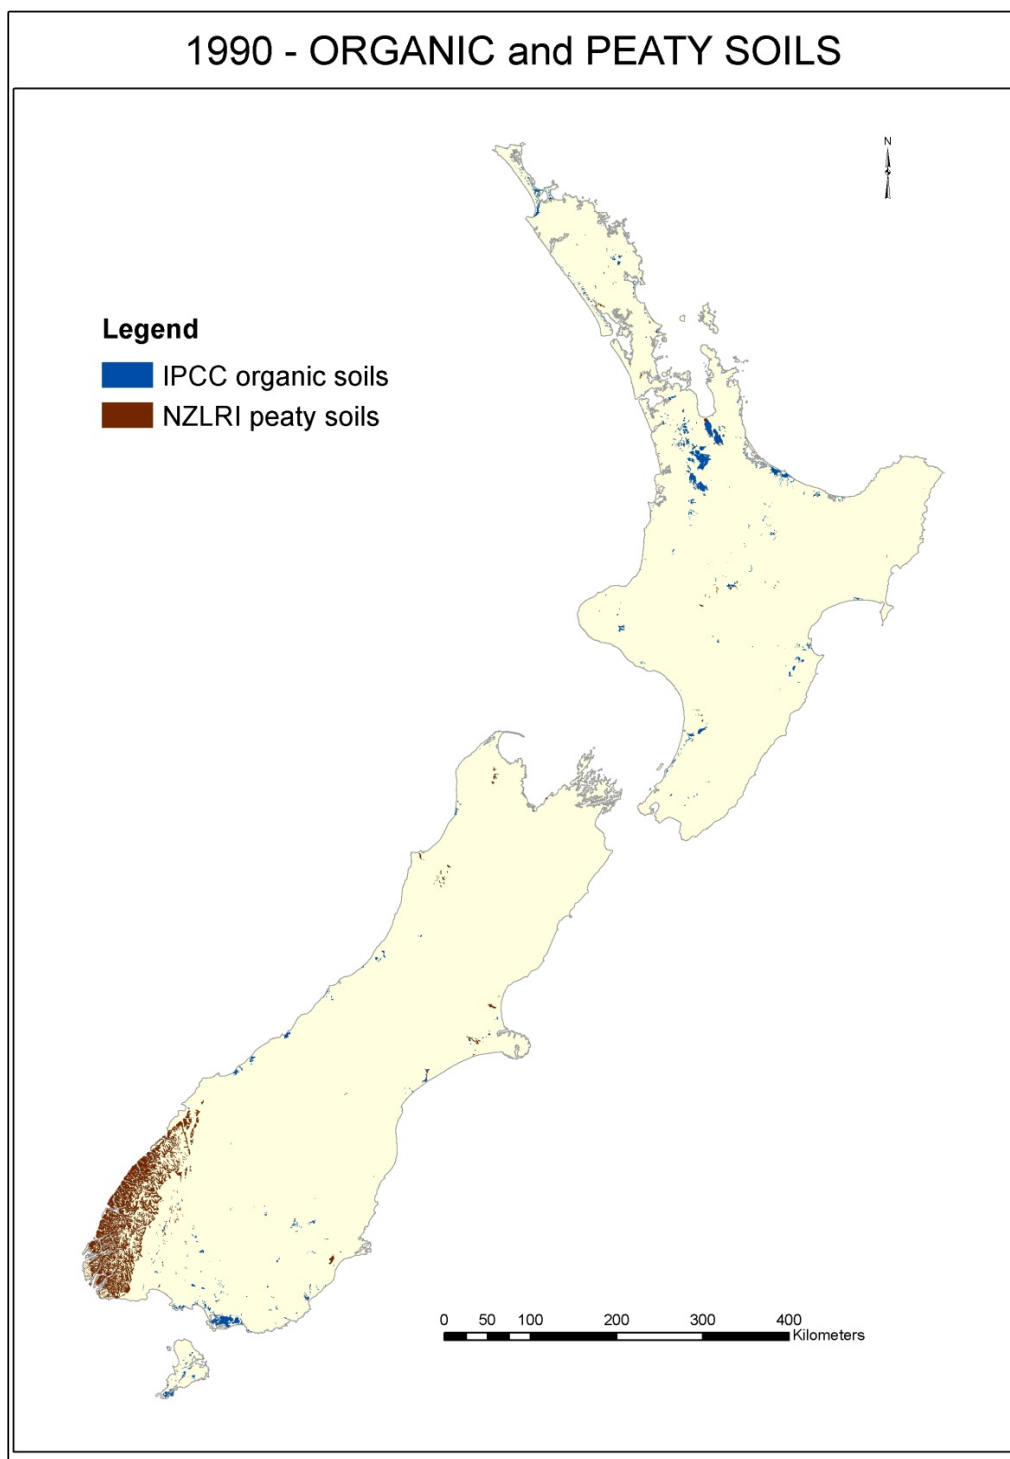 1990 - ORGANIC and PEATY SOILS
N
Legend
IPCC organic soils
NZLRI peaty soils
0 50 100 200 300 400
Kilometers